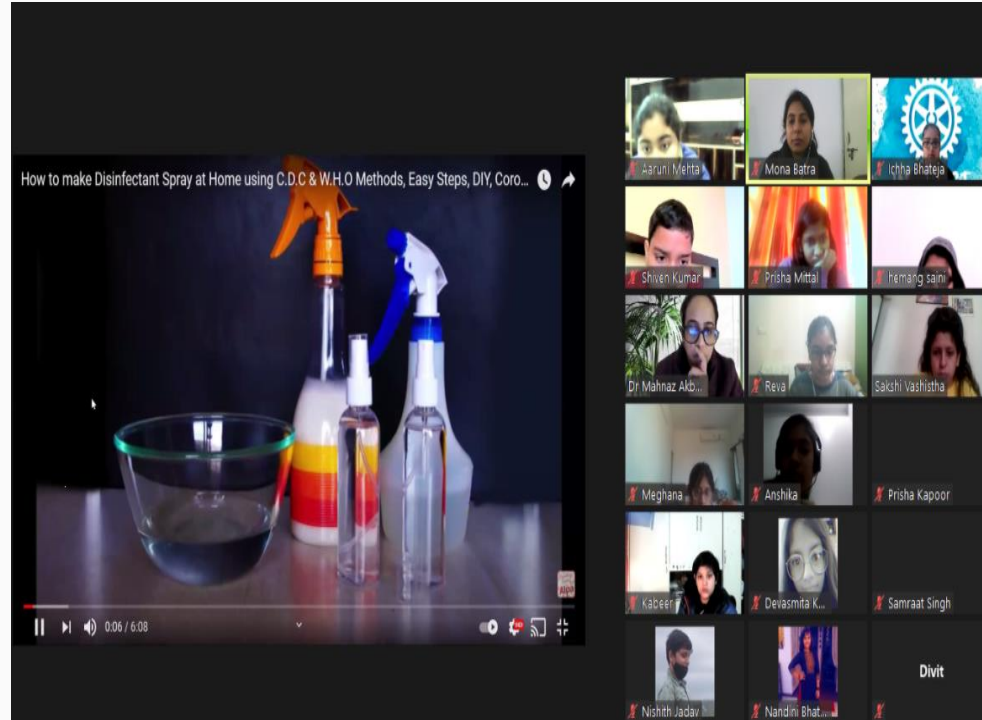 How to make Disinfectant Spray at Home using C.D.C & W.H.O Methods, Easy Steps, DIY, Coro...
0:06 / 6:08
Aaruni Mehta
Mona Batra
Ichha Bhateja
Shiven Kumar
Prisha Mittal
hemang saini
Dr Mahnaz Akb...
Reva
Sakshi Vashistha
Meghana
Anshika
Prisha Kapoor
Kabeer
Devasmita K...
Samraat Singh
Nishith Jadav
Nandini Bhat...
Divit